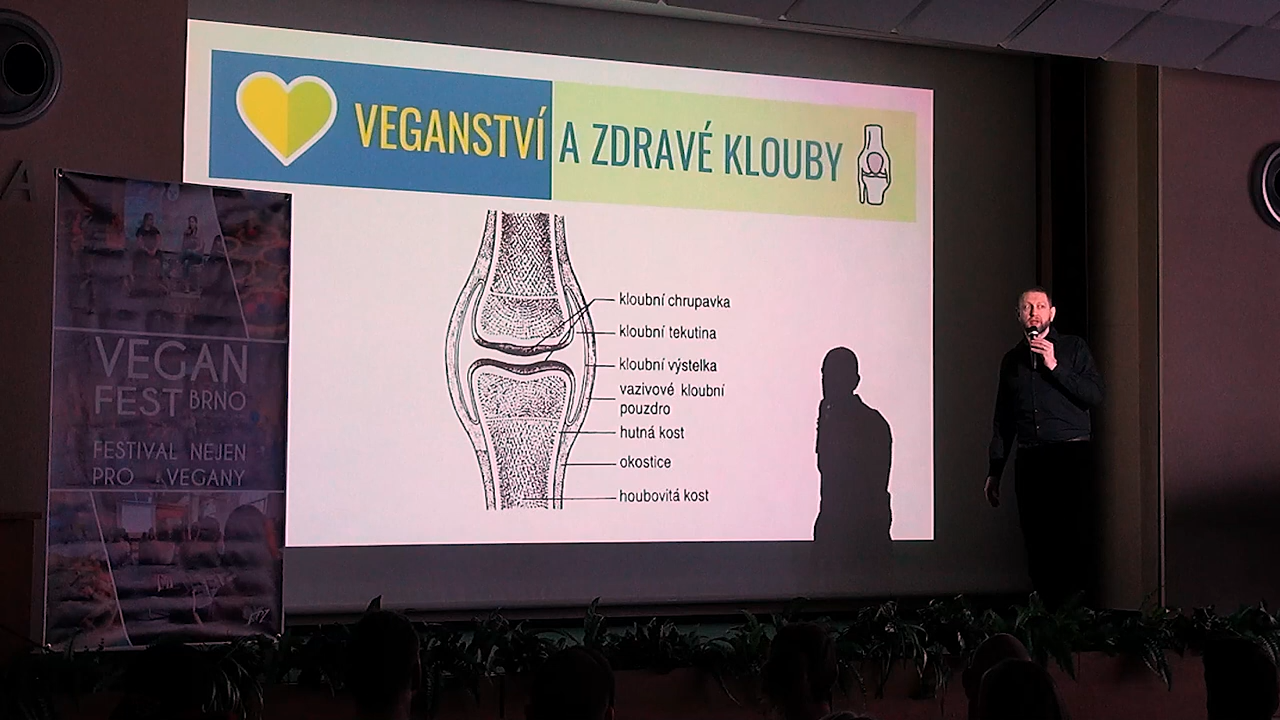 VEGANSTVÍ A ZDRAVÉ KLOUBY
kloubní chrupavka
kloubní tekutina
kloubní výstelka
vazivové kloubní
pouzdro
hutná kost
okostice
houbovitá kost
A
VEGAN
FEST BRNO
FESTIVAL NEJEN
PRO VEGANY